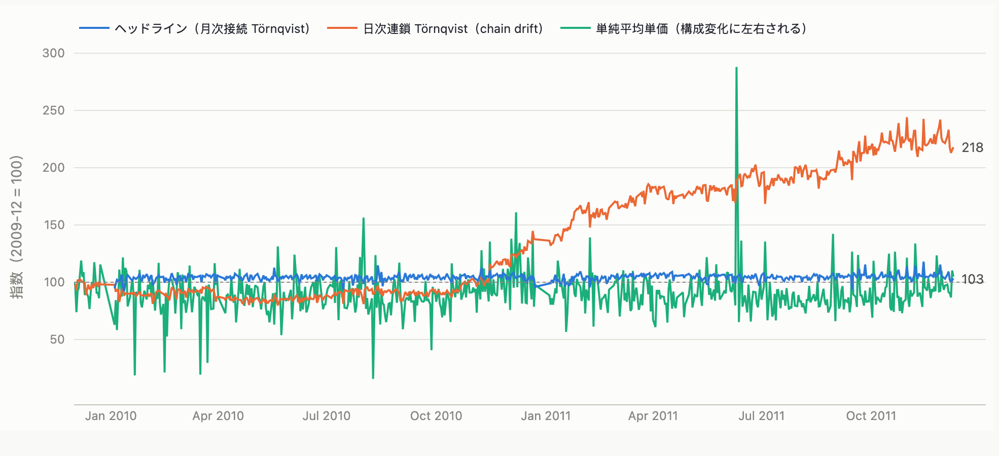 ヘッドライン（月次接続 Törnqvist） 日次連鎖 Törnqvist（chain drift） 単純平均単価（構成変化に左右される）
指数（2009-12 = 100）
300
250
200
150
100
50
218
103
Jan 2010 Apr 2010 Jul 2010 Oct 2010 Jan 2011 Apr 2011 Jul 2011 Oct 2011